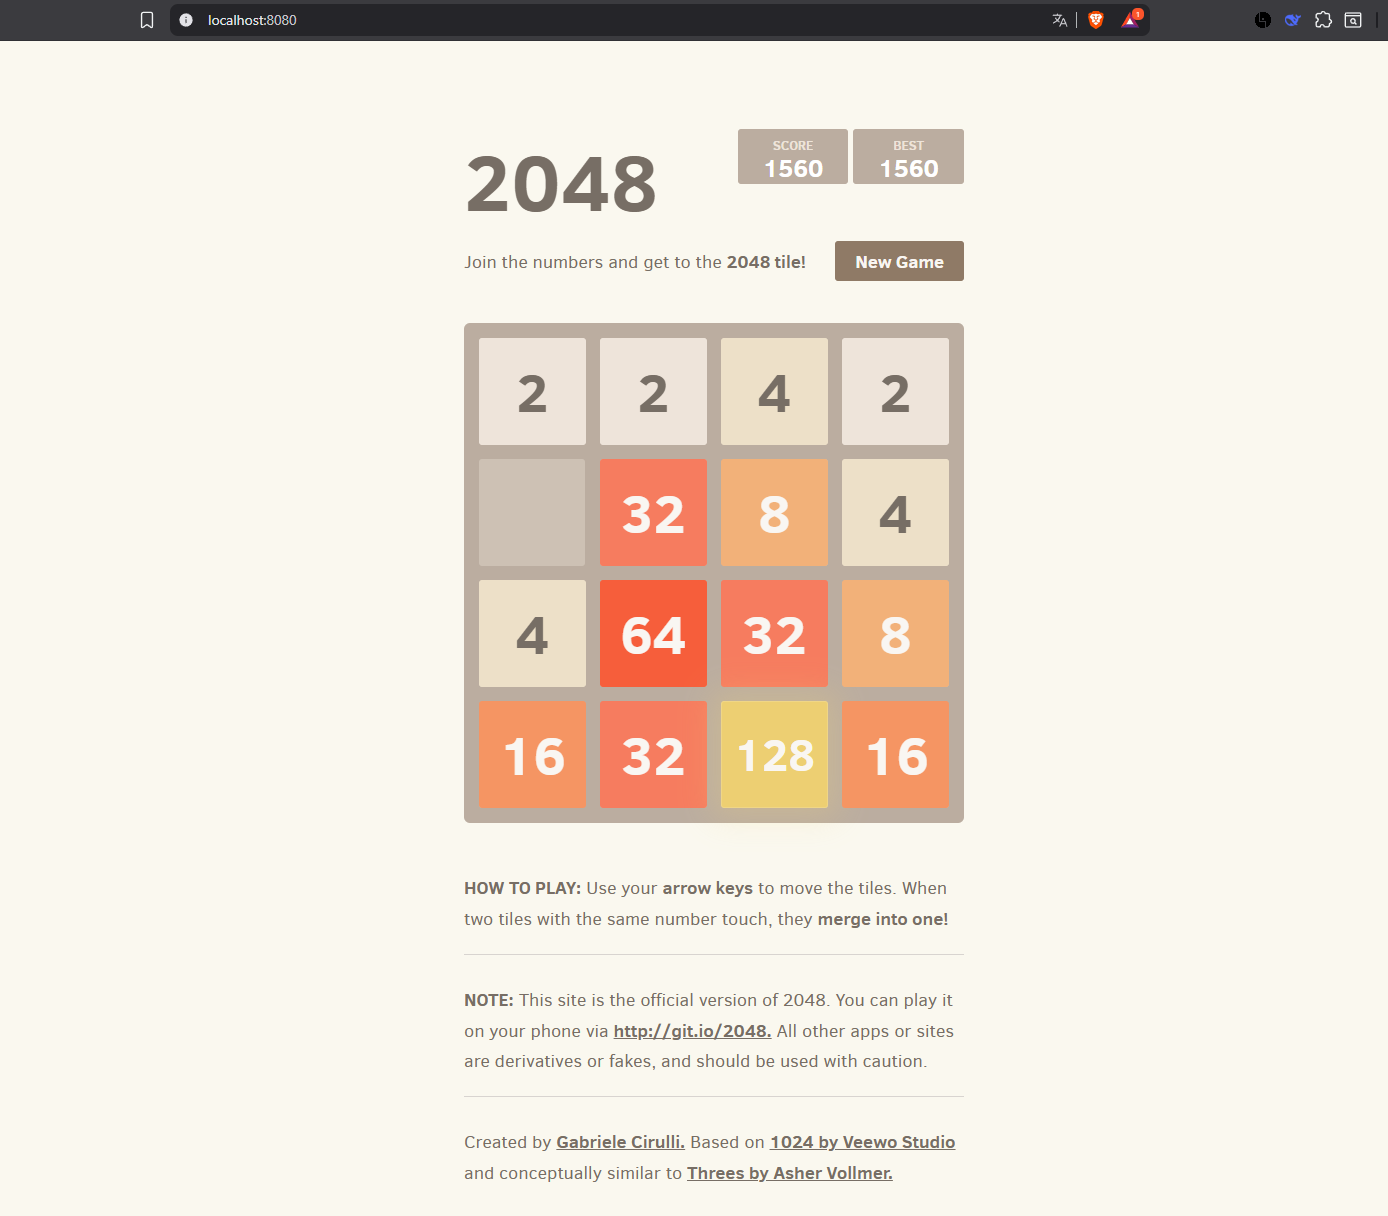 localhost:8080
1
2048
SCORE
1560
BEST
1560
Join the numbers and get to the 2048 tile!
New Game
2 2 4 2
32 8 4
4 64 32 8
16 32 128 16
HOW TO PLAY: Use your arrow keys to move the tiles. When
two tiles with the same number touch, they merge into one!
NOTE: This site is the official version of 2048. You can play it
on your phone via http://git.io/2048. All other apps or sites
are derivatives or fakes, and should be used with caution.
Created by Gabriele Cirulli. Based on 1024 by Veewo Studio
and conceptually similar to Threes by Asher Vollmer.